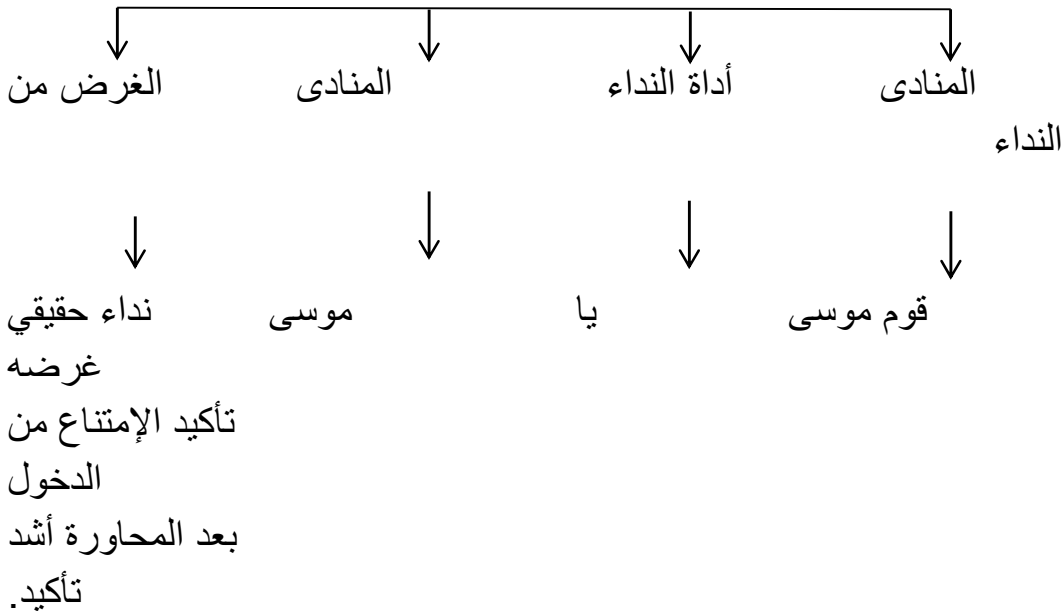 المنادى أداة النداء المنادى الغرض من
النداء
قوم موسى يا موسى نداء حقيقي
غرضه
تأكيد الإمتناع من
الدخول
بعد المحاورة أشد
تأكيد.